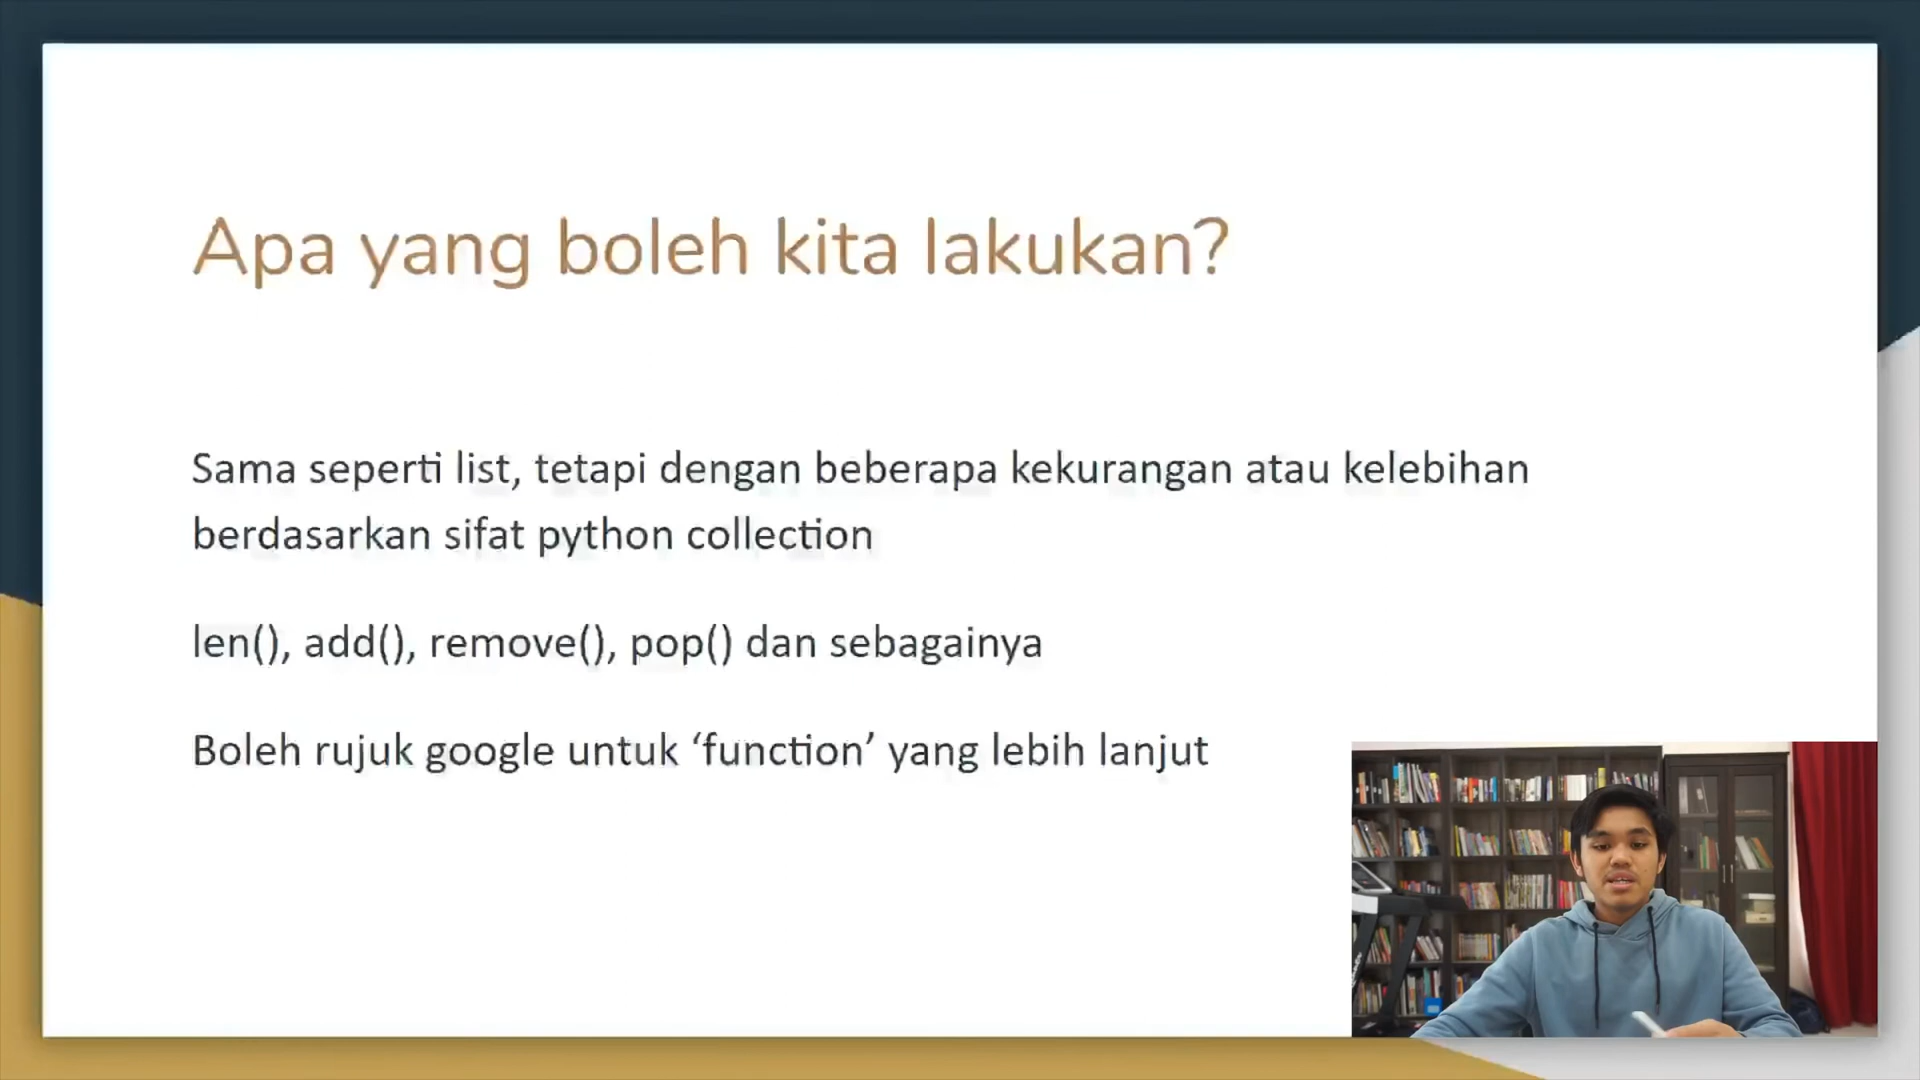 Apa yang boleh kita lakukan?
Sama seperti list, tetapi dengan beberapa kekurangan atau kelebihan
berdasarkan sifat python collection
len(), add(), remove(), pop() dan sebagainya
Boleh rujuk google untuk ‘function’ yang lebih lanjut